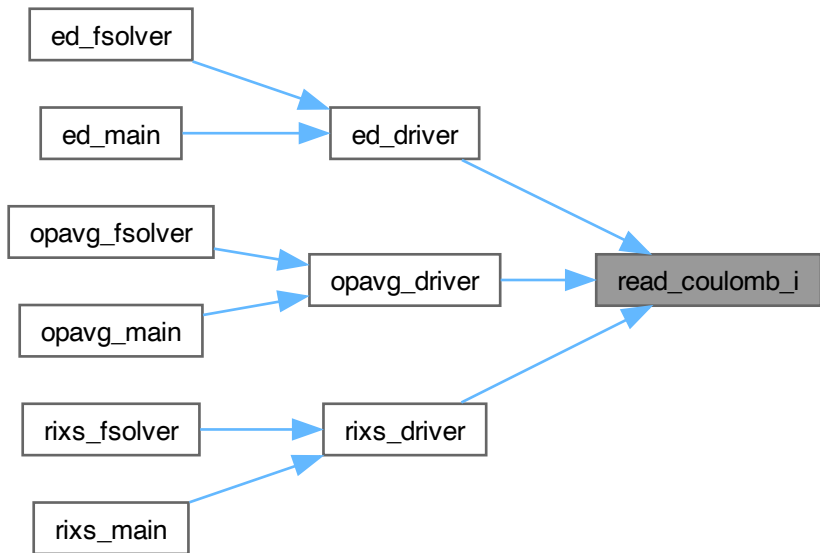 ed_fsolver
ed_main
ed_driver
opavg_fsolver
opavg_driver
read_coulomb_i
opavg_main
rixs_fsolver
rixs_driver
rixs_main